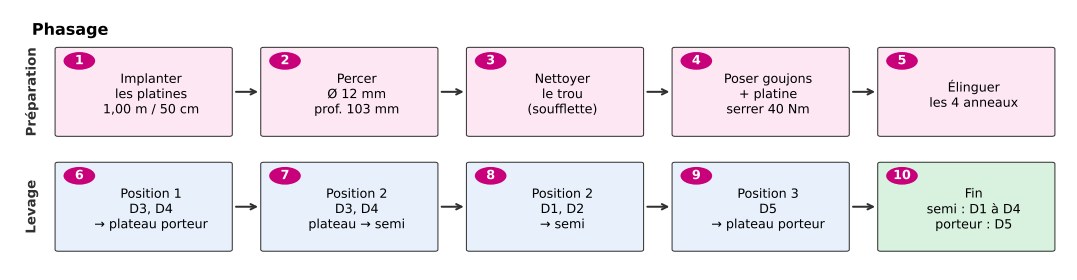 Phasage
Préparation
1
Implanter
les platines
1,00 m / 50 cm
2
Percer
Ø 12 mm
prof. 103 mm
3
Nettoyer
le trou
(soufflette)
4
Poser goujons
+ platine
serrer 40 Nm
5
Élinguer
les 4 anneaux
Levage
6
Position 1
D3, D4
→ plateau porteur
7
Position 2
D3, D4
plateau → semi
8
Position 2
D1, D2
→ semi
9
Position 3
D5
→ plateau porteur
10
Fin
semi : D1 à D4
porteur : D5